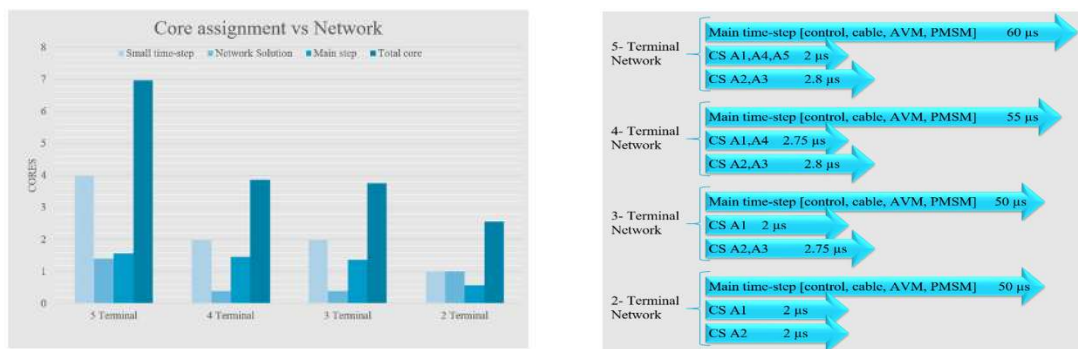 Core assignment vs Network
Small time-step Network Solution Main step Total core
8
7
6
5
4
3
2
1
0
CORES
5 Terminal 4 Terminal 3 Terminal 2 Terminal
5- Terminal
Network
Main time-step [control, cable, AVM, PMSM] 60 µs
CS A1,A4,A5 2 µs
CS A2,A3 2.8 µs
4- Terminal
Network
Main time-step [control, cable, AVM, PMSM] 55 µs
CS A1,A4 2.75 µs
CS A2,A3 2.8 µs
3- Terminal
Network
Main time-step [control, cable, AVM, PMSM] 50 µs
CS A1 2 µs
CS A2,A3 2.75 µs
2- Terminal
Network
Main time-step [control, cable, AVM, PMSM] 50 µs
CS A1 2 µs
CS A2 2 µs